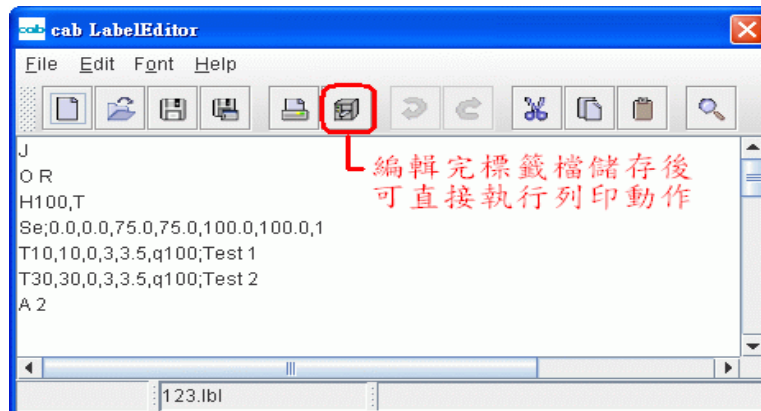 cab cab LabelEditor
File Edit Font Help
J
O R
H100,T
Se;0.0,0.0,75.0,75.0,100.0,100.0,1
T10,10,0,3,3.5,q100;Test 1
T30,30,0,3,3.5,q100;Test 2
A 2
編輯完標籤檔儲存後
可直接執行列印動作
123.lbl